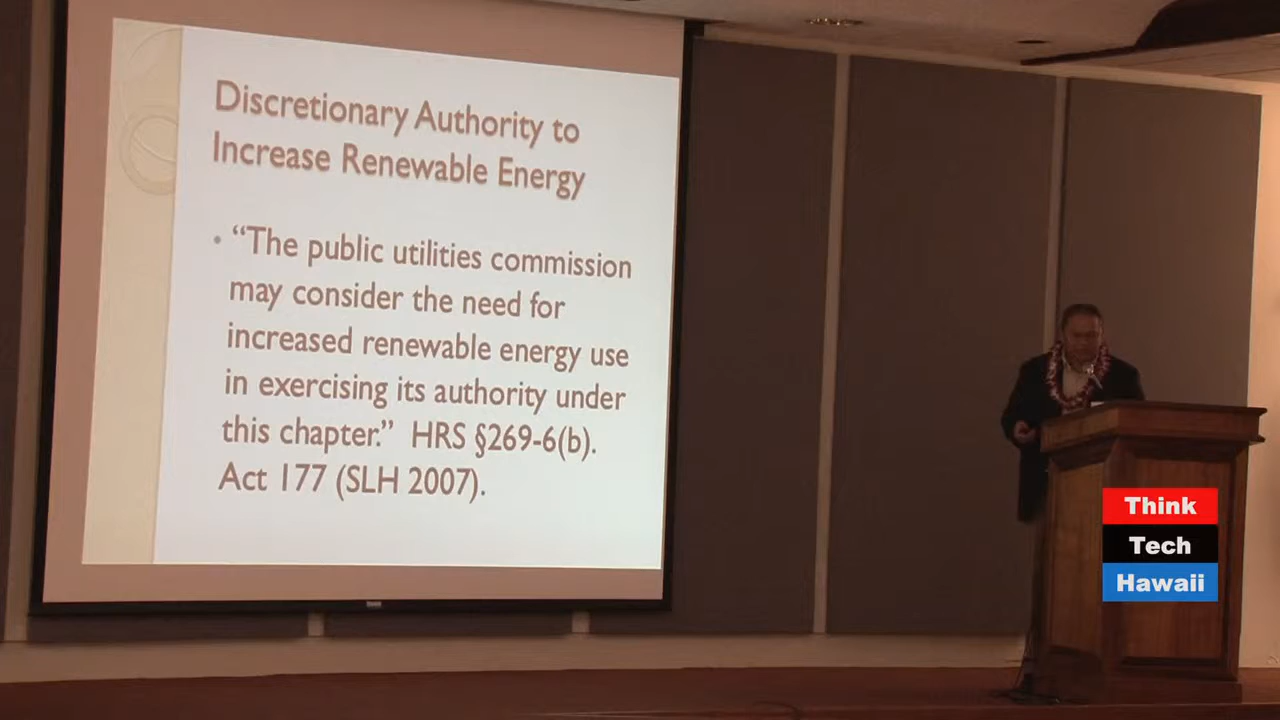 Discretionary Authority to
Increase Renewable Energy
• “The public utilities commission
may consider the need for
increased renewable energy use
in exercising its authority under
this chapter.” HRS §269-6(b).
Act 177 (SLH 2007).
Think
Tech
Hawaii